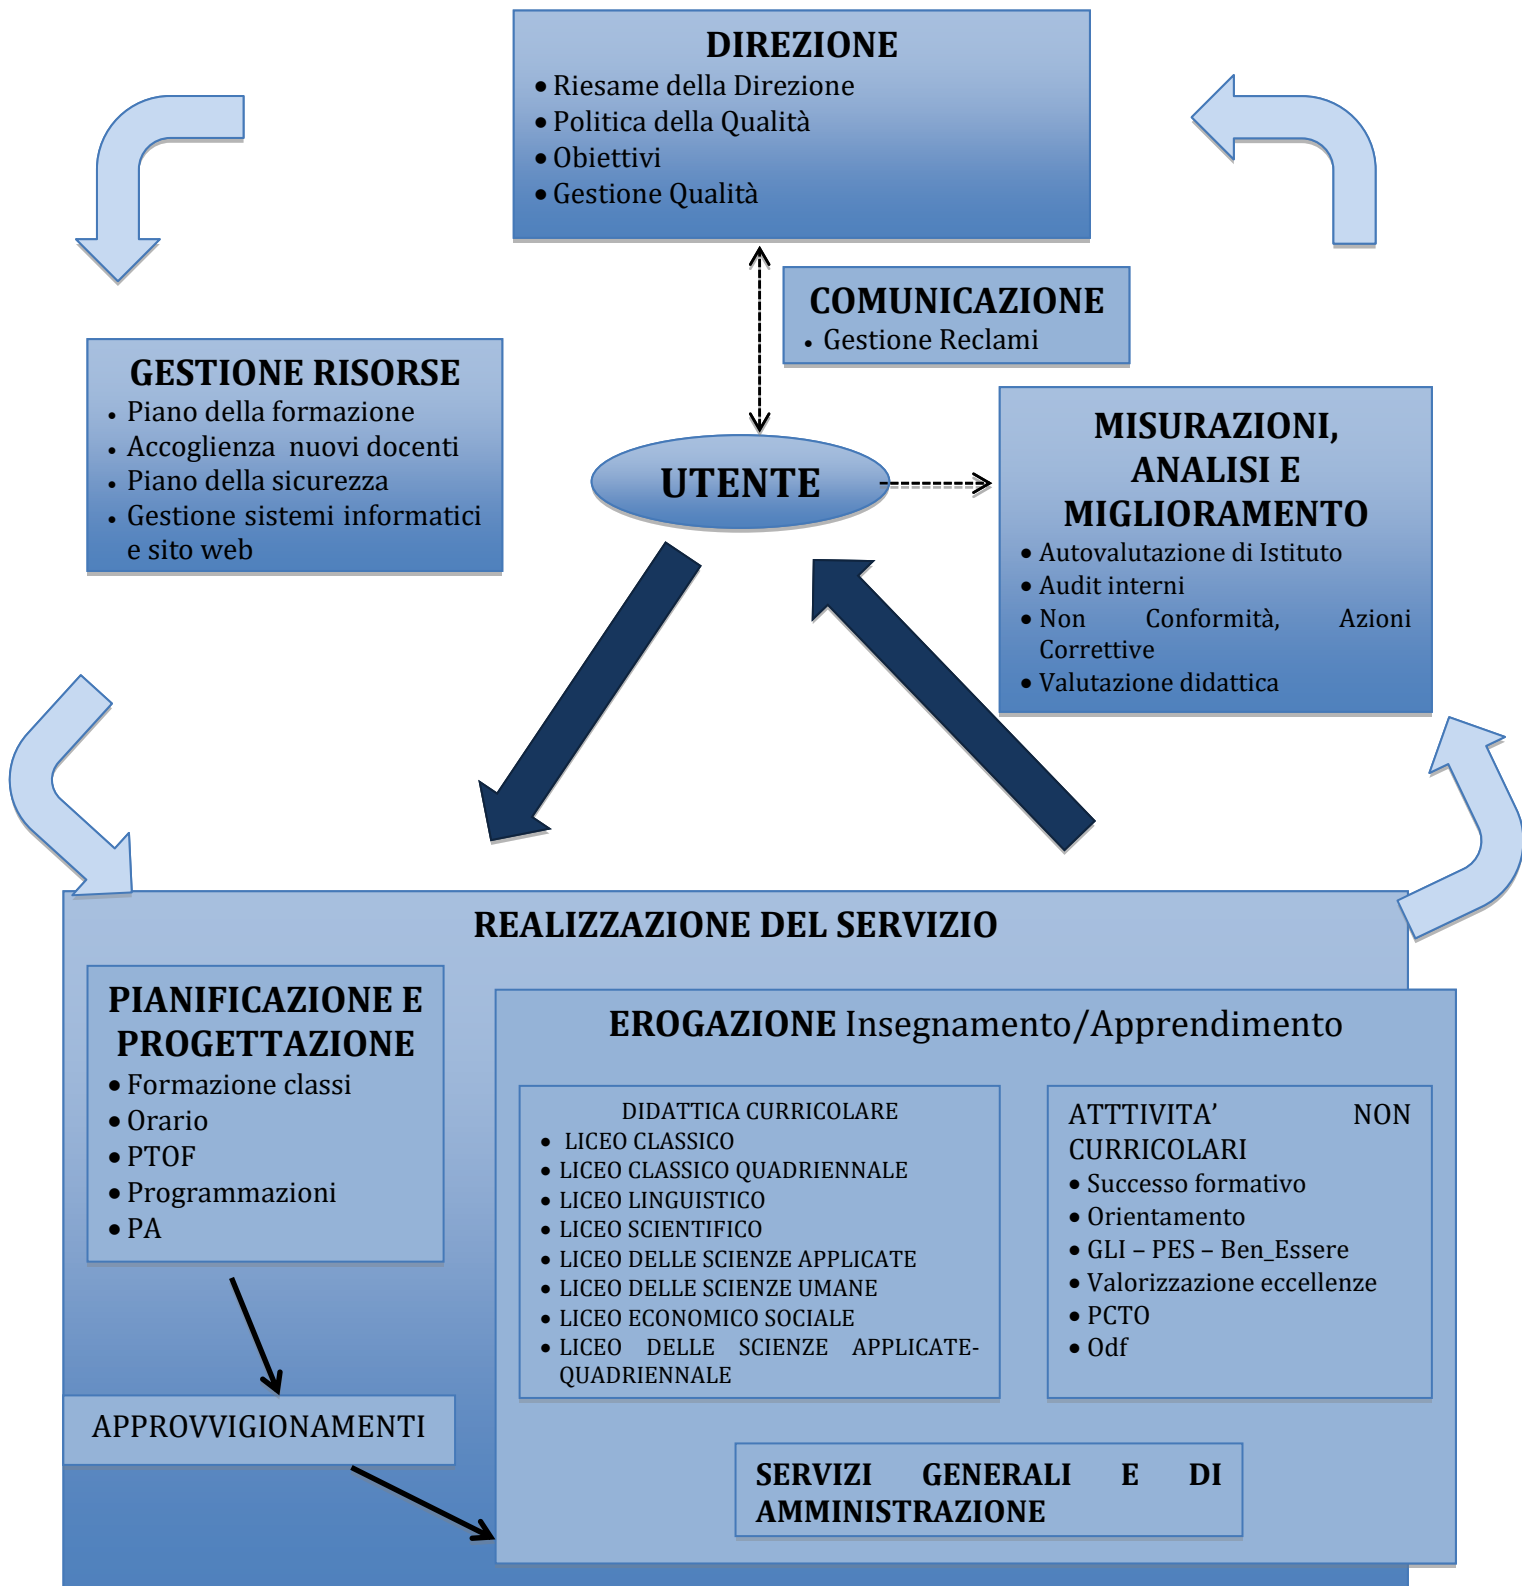 DIREZIONE
• Riesame della Direzione
• Politica della Qualità
• Obiettivi
• Gestione Qualità
COMUNICAZIONE
• Gestione Reclami
GESTIONE RISORSE
• Piano della formazione
• Accoglienza nuovi docenti
• Piano della sicurezza
• Gestione sistemi informatici
e sito web
UTENTE
MISURAZIONI,
ANALISI E
MIGLIORAMENTO
• Autovalutazione di Istituto
• Audit interni
• Non Conformità, Azioni
Correttive
• Valutazione didattica
REALIZZAZIONE DEL SERVIZIO
PIANIFICAZIONE E
PROGETTAZIONE
• Formazione classi
• Orario
• PTOF
• Programmazioni
• PA
APPROVVIGIONAMENTI
EROGAZIONE Insegnamento/Apprendimento
DIDATTICA CURRICOLARE
• LICEO CLASSICO
• LICEO CLASSICO QUADRIENNALE
• LICEO LINGUISTICO
• LICEO SCIENTIFICO
• LICEO DELLE SCIENZE APPLICATE
• LICEO DELLE SCIENZE UMANE
• LICEO ECONOMICO SOCIALE
• LICEO DELLE SCIENZE APPLICATE-
QUADRIENNALE
ATTTIVITA’ NON
CURRICOLARI
• Successo formativo
• Orientamento
• GLI – PES – Ben_Essere
• Valorizzazione eccellenze
• PCTO
• Odf
SERVIZI GENERALI E DI
AMMINISTRAZIONE